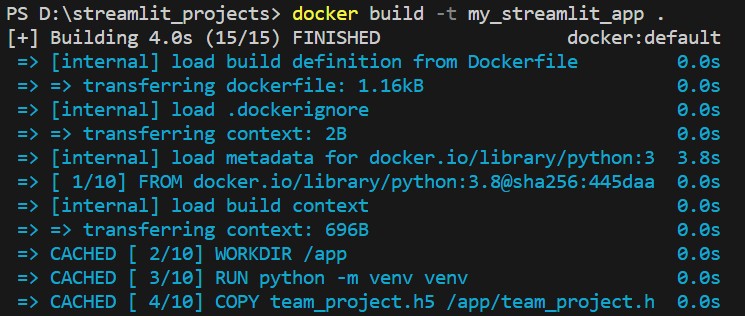 PS D:\streamlit_projects> docker build -t my_streamlit_app .
[+] Building 4.0s (15/15) FINISHED docker:default
=> [internal] load build definition from Dockerfile 0.0s
=> => transferring dockerfile: 1.16kB 0.0s
=> [internal] load .dockerignore 0.0s
=> => transferring context: 2B 0.0s
=> [internal] load metadata for docker.io/library/python:3 3.8s
=> [ 1/10] FROM docker.io/library/python:3.8@sha256:445daa 0.0s
=> [internal] load build context 0.0s
=> => transferring context: 696B 0.0s
=> CACHED [ 2/10] WORKDIR /app 0.0s
=> CACHED [ 3/10] RUN python -m venv venv 0.0s
=> CACHED [ 4/10] COPY team_project.h5 /app/team_project.h 0.0s